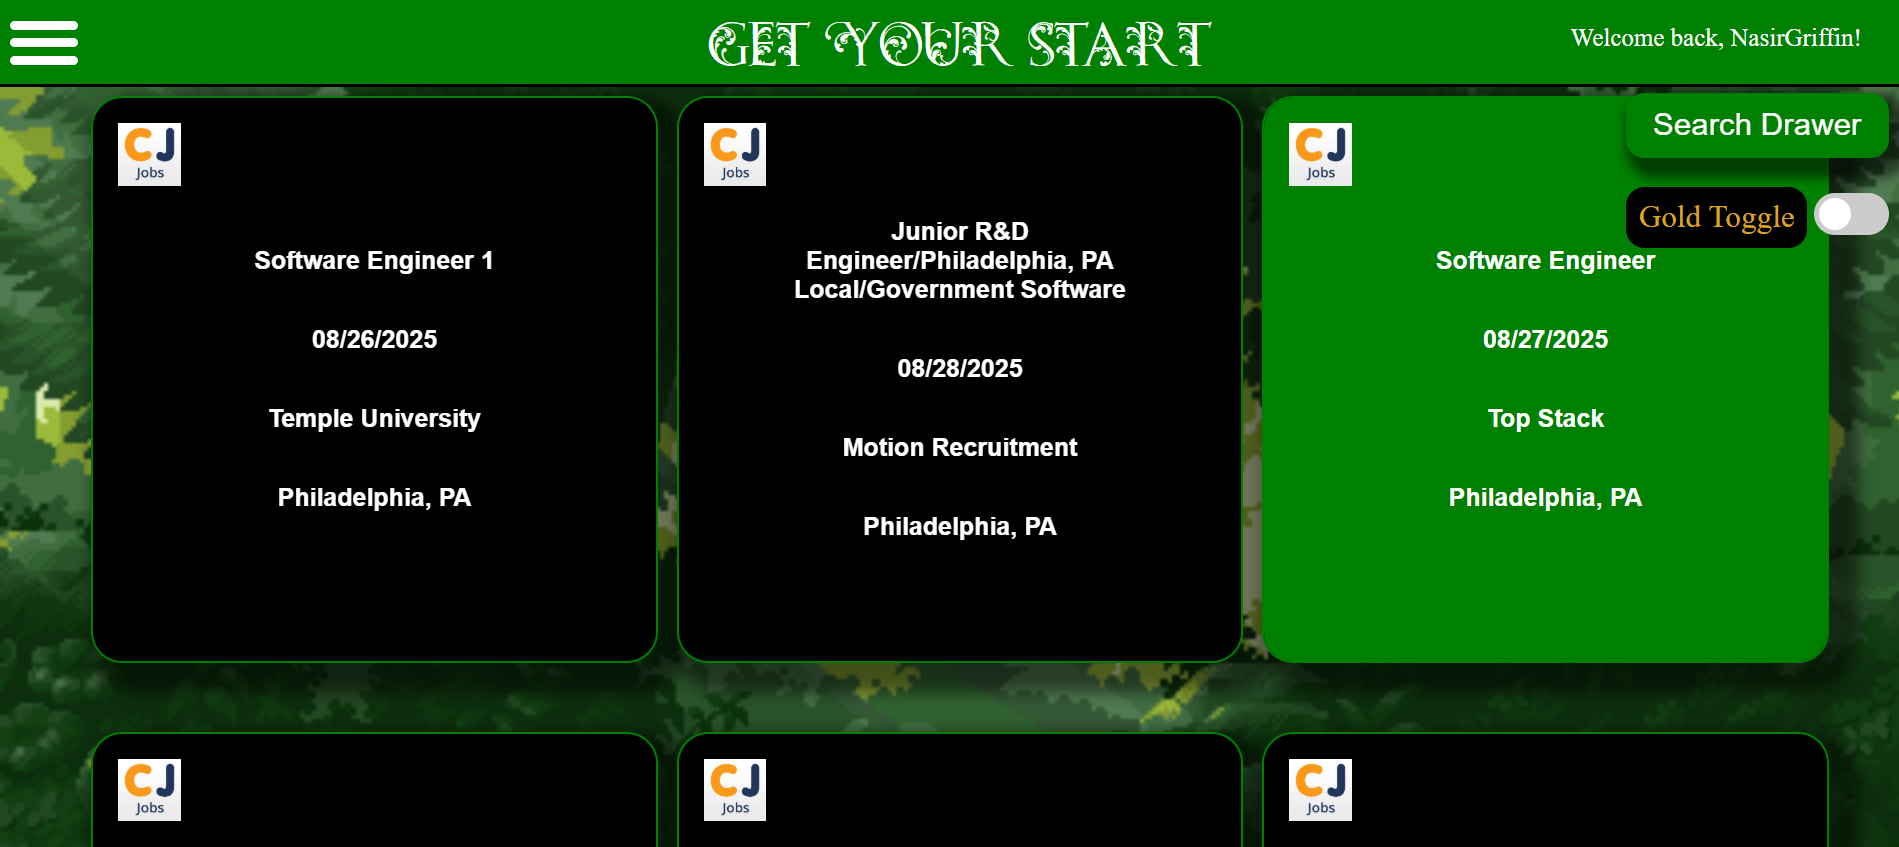 GET YOUR START
Welcome back, NasirGriffin!
Search Drawer
Gold Toggle
CJ
Jobs
Software Engineer 1
08/26/2025
Temple University
Philadelphia, PA
CJ
Jobs
Junior R&D
Engineer/Philadelphia, PA
Local/Government Software
08/28/2025
Motion Recruitment
Philadelphia, PA
CJ
Jobs
Software Engineer
08/27/2025
Top Stack
Philadelphia, PA
CJ
Jobs
CJ
Jobs
CJ
Jobs